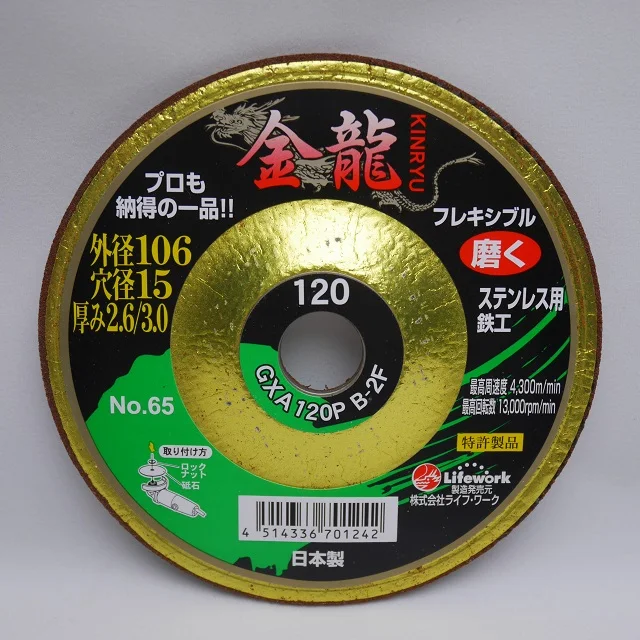 金龍
KINRYU
プロも
納得の一品!!
外径106
穴径15
厚み2.6/3.0
フレキシブル
磨く
ステンレス用
鉄工
120
GXA120P B-2F
最高周速度 4,300m/min
最高回転数 13,000rpm/min
No.65
特許製品
取り付け方
ロック
ナット
砥石
Lifework
製造発売元
株式会社ライフ・ワーク
4 514336 701242
日本製